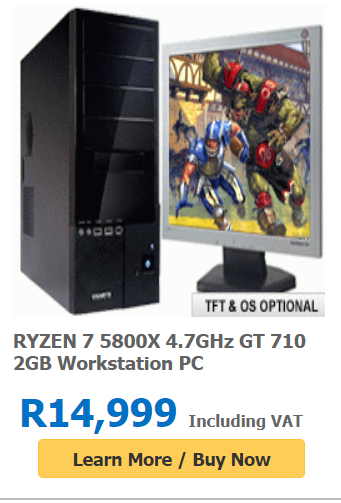 GIGABYTE
TFT & OS OPTIONAL
RYZEN 7 5800X 4.7GHz GT 710
2GB Workstation PC
R14,999 Including VAT
Learn More / Buy Now